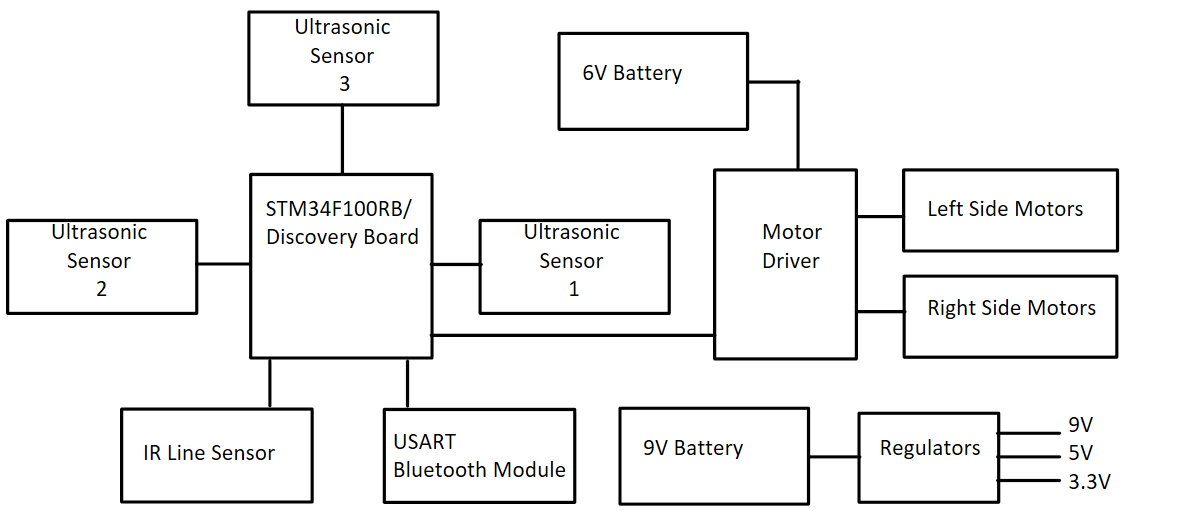 Ultrasonic
Sensor
3
6V Battery
STM34F100RB/
Discovery Board
Ultrasonic
Sensor
2
Ultrasonic
Sensor
1
Motor
Driver
Left Side Motors
Right Side Motors
IR Line Sensor
USART
Bluetooth Module
9V Battery
Regulators
9V
5V
3.3V